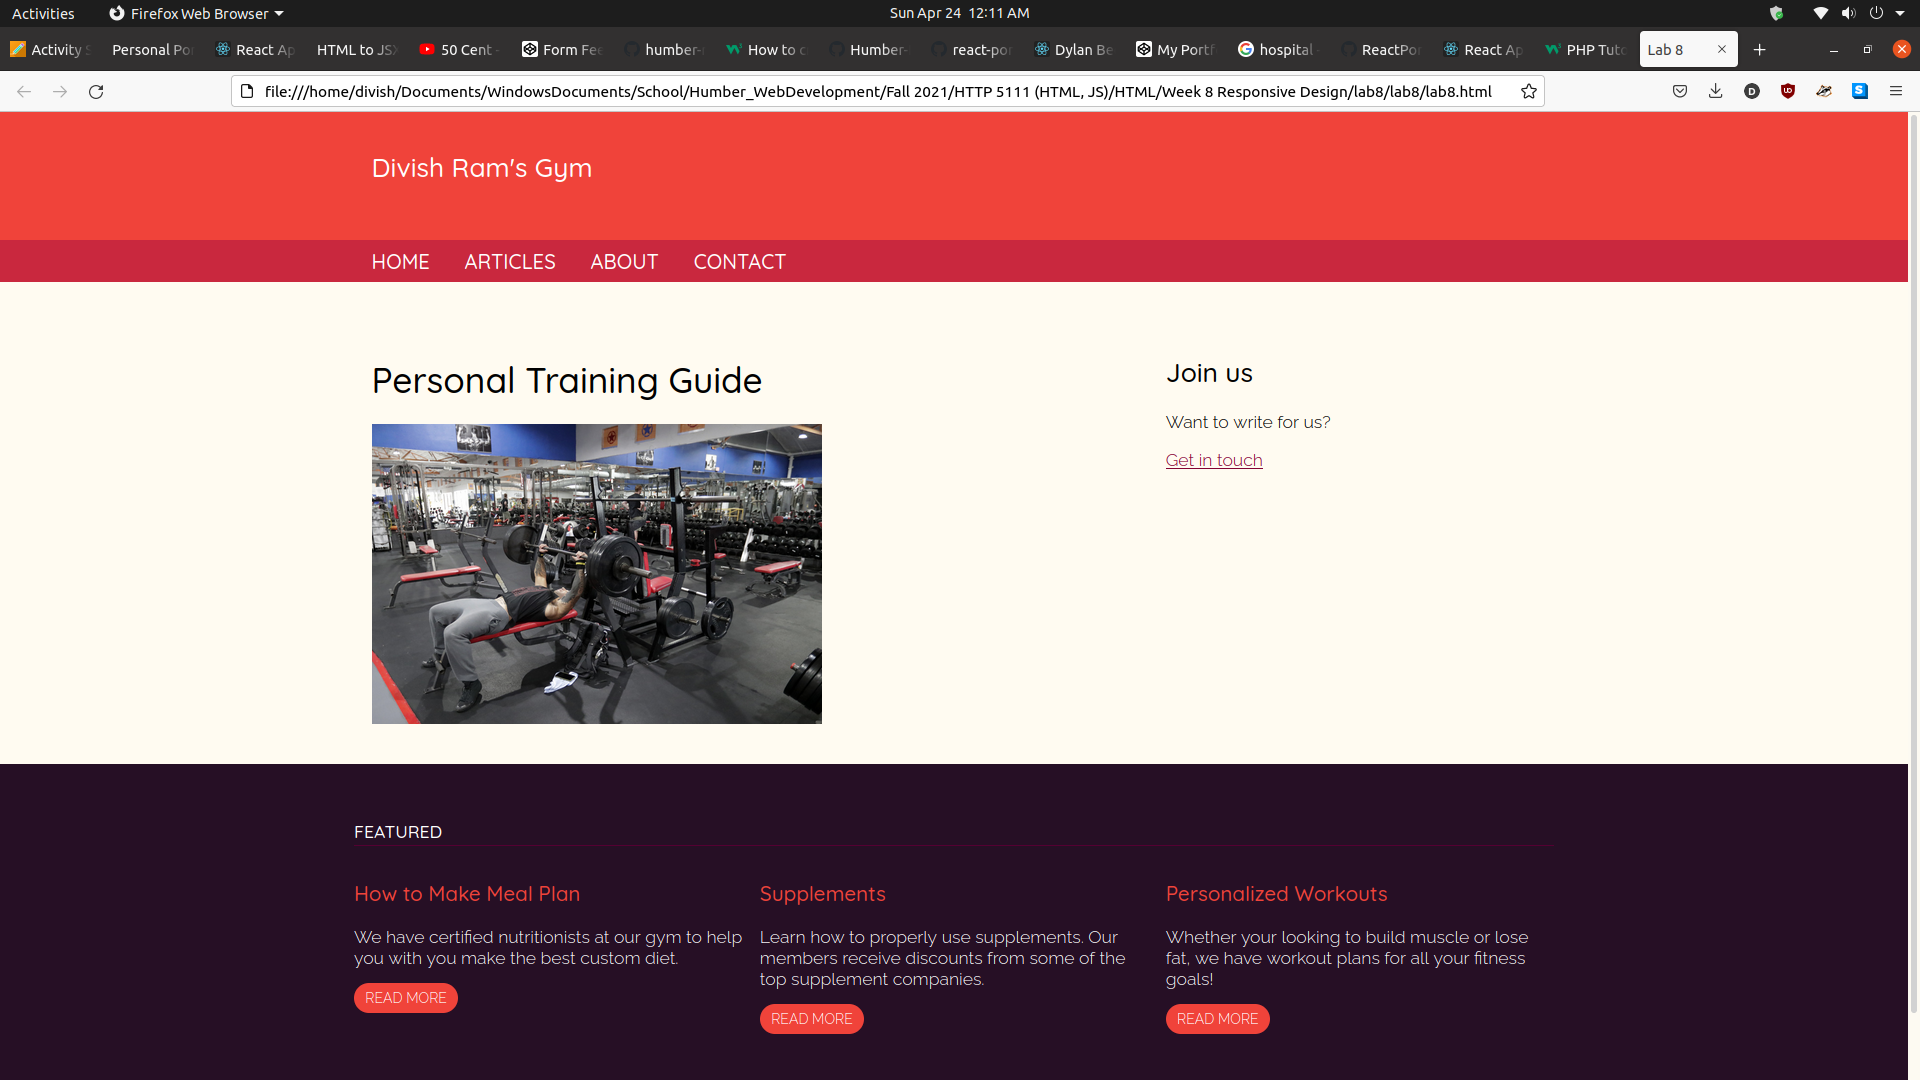 Activities
Firefox Web Browser
Sun Apr 24 12:11 AM
Activity S
Personal Por
React Ap
HTML to JSX
50 Cent -
Form Fee
humber-
How to c
Humber-
react-por
Dylan Be
My Portf
hospital -
ReactPor
React Ap
PHP Tuto
Lab 8
file:///home/divish/Documents/WindowsDocuments/School/Humber_WebDevelopment/Fall 2021/HTTP 5111 (HTML, JS)/HTML/Week 8 Responsive Design/lab8/lab8/lab8.html
Divish Ram's Gym
HOME ARTICLES ABOUT CONTACT
Personal Training Guide
Join us
Want to write for us?
Get in touch
FEATURED
How to Make Meal Plan
We have certified nutritionists at our gym to help
you with you make the best custom diet.
READ MORE
Supplements
Learn how to properly use supplements. Our
members receive discounts from some of the
top supplement companies.
READ MORE
Personalized Workouts
Whether your looking to build muscle or lose
fat, we have workout plans for all your fitness
goals!
READ MORE